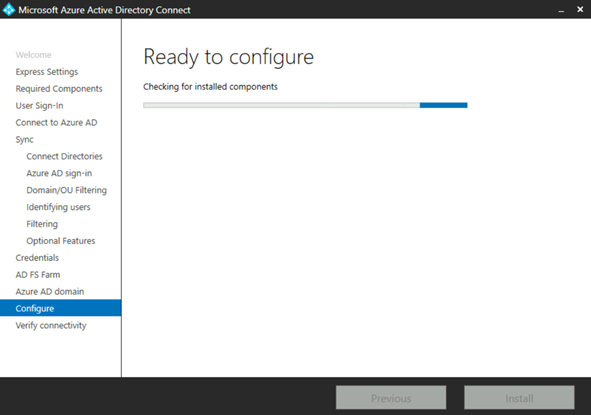 Microsoft Azure Active Directory Connect
Welcome
Express Settings
Required Components
User Sign-In
Connect to Azure AD
Sync
Connect Directories
Azure AD sign-in
Domain/OU Filtering
Identifying users
Filtering
Optional Features
Credentials
AD FS Farm
Azure AD domain
Configure
Verify connectivity
Ready to configure
Checking for installed components
Previous
Install